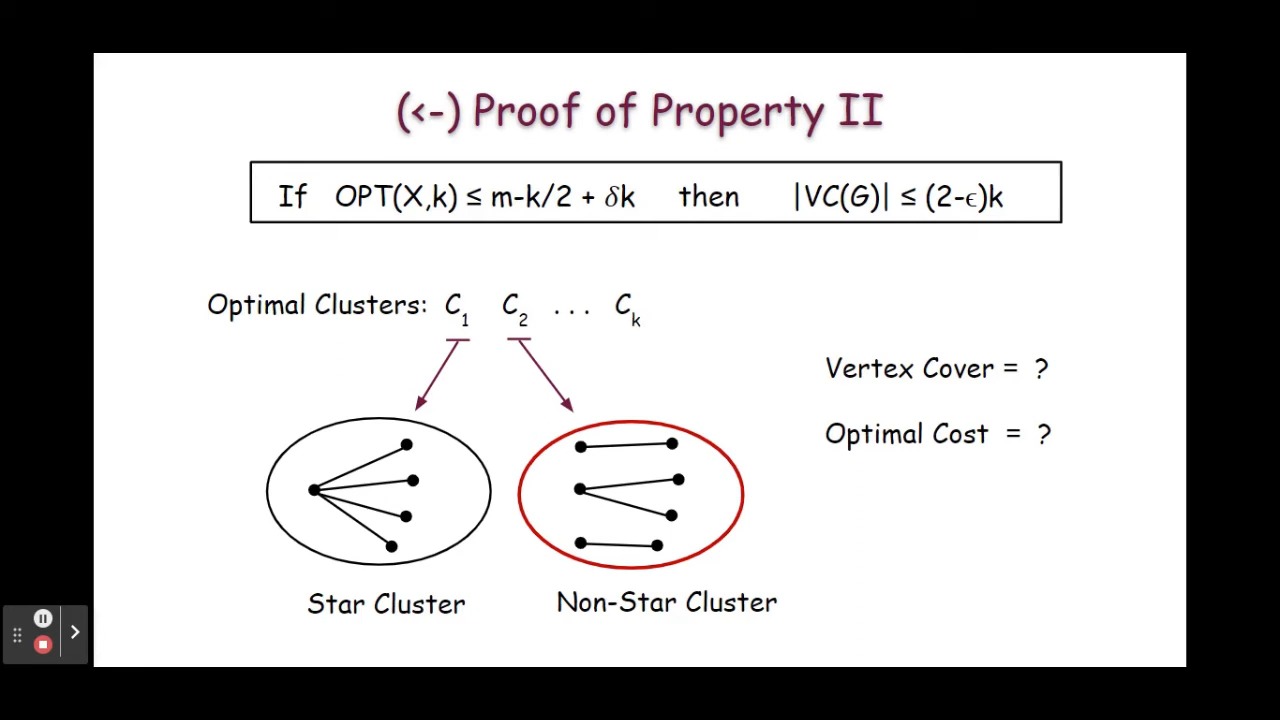 (<-) Proof of Property II
If OPT(X,k) ≤ m-k/2 + δk then |VC(G)| ≤ (2-ϵ)k
Optimal Clusters: C₁ C₂ . . . Cₖ
Vertex Cover = ?
Optimal Cost = ?
Star Cluster
Non-Star Cluster